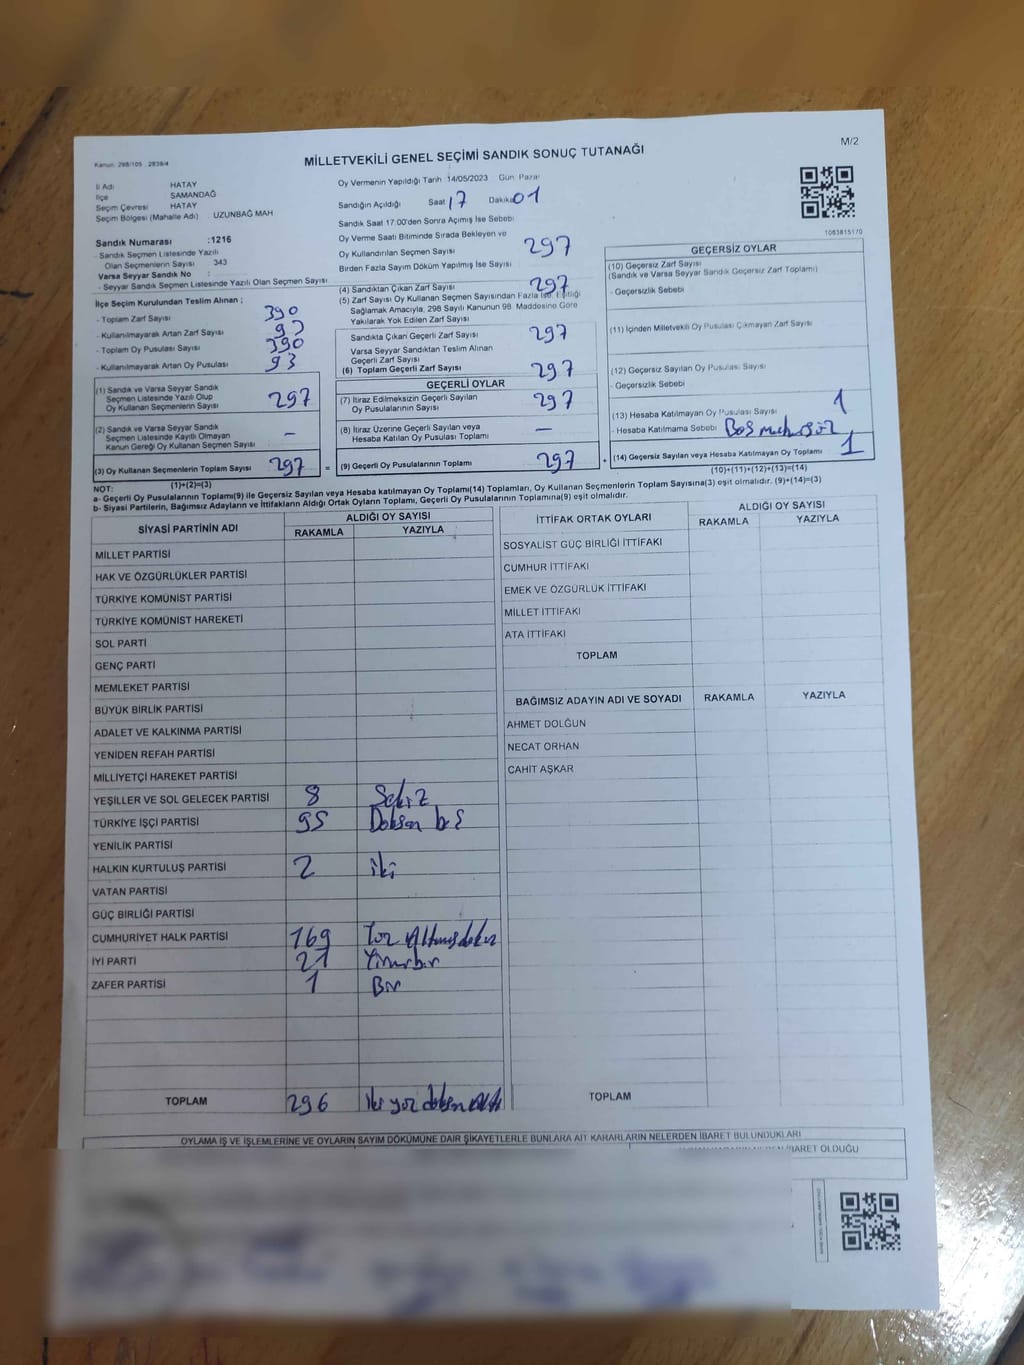 Kanun: 298/105 2839/4
MİLLETVEKİLİ GENEL SEÇİMİ SANDIK SONUÇ TUTANAĞI
M/2
İl Adı HATAY
İlçe SAMANDAĞ
Seçim Çevresi HATAY
Seçim Bölgesi (Mahalle Adı) : UZUNBAĞ MAH
Sandık Numarası :1216
- Sandık Seçmen Listesinde Yazılı
Olan Seçmenlerin Sayısı 343
Varsa Seyyar Sandık No :
- Seyyar Sandık Seçmen Listesinde Yazılı Olan Seçmen Sayısı
İlçe Seçim Kurulundan Teslim Alınan ;
- Toplam Zarf Sayısı 390
- Kullanılmayarak Artan Zarf Sayısı 93
- Toplam Oy Pusulası Sayısı 390
- Kullanılmayarak Artan Oy Pusulası 93
(1) Sandık ve Varsa Seyyar Sandık
Seçmen Listesinde Yazılı Olup
Oy Kullanan Seçmenlerin Sayısı 297
(2) Sandık ve Varsa Seyyar Sandık
Seçmen Listesinde Kayıtlı Olmayan
Kanun Gereği Oy Kullanan Seçmen Sayısı –
(3) Oy Kullanan Seçmenlerin Toplam Sayısı 297
(1)+(2)=(3)
Oy Vermenin Yapıldığı Tarih 14/05/2023 Gün Pazar
Sandığın Açıldığı Saat 17 Dakika 01
Sandık Saat 17:00'den Sonra Açımış İse Sebebi
Oy Verme Saati Bitiminde Sırada Bekleyen ve
Oy Kullandırılan Seçmen Sayısı 297
Birden Fazla Sayım Döküm Yapılmış İse Sayısı
(4) Sandıktan Çıkan Zarf Sayısı 297
(5) Zarf Sayısı Oy Kullanan Seçmen Sayısından Fazla İse, Eşitliği
Sağlamak Amacıyla, 298 Sayılı Kanunun 98. Maddesine Göre
Yakılarak Yok Edilen Zarf Sayısı
Sandıkta Çıkan Geçerli Zarf Sayısı 297
Varsa Seyyar Sandıktan Teslim Alınan
Geçerli Zarf Sayısı
(6) Toplam Geçerli Zarf Sayısı 297
GEÇERLİ OYLAR
(7) İtiraz Edilmeksizin Geçerli Sayılan
Oy Pusulalarının Sayısı 297
(8) İtiraz Üzerine Geçerli Sayılan veya
Hesaba Katılan Oy Pusulası Toplamı –
= (9) Geçerli Oy Pusulalarının Toplamı 297 +
1083815170
GEÇERSİZ OYLAR
(10) Geçersiz Zarf Sayısı
(Sandık ve Varsa Seyyar Sandık Geçersiz Zarf Toplamı)
- Geçersizlik Sebebi
(11) İçinden Milletvekili Oy Pusulası Çıkmayan Zarf Sayısı
(12) Geçersiz Sayılan Oy Pusulası Sayısı
- Geçersizlik Sebebi
(13) Hesaba Katılmayan Oy Pusulası Sayısı 1
- Hesaba Katılmama Sebebi Boş
(14) Geçersiz Sayılan veya Hesaba Katılmayan Oy Toplamı 1
(10)+(11)+(12)+(13)=(14)
NOT:
a- Geçerli Oy Pusulalarının Toplamı(9) ile Geçersiz Sayılan veya Hesaba katılmayan Oy Toplamı(14) Toplamları, Oy Kullanan Seçmenlerin Toplam Sayısına(3) eşit olmalıdır. (9)+(14)=(3)
b- Siyasi Partilerin, Bağımsız Adayların ve İttifakların Aldığı Ortak Oyların Toplamı, Geçerli Oy Pusulalarının Toplamına(9) eşit olmalıdır.
SİYASİ PARTİNİN ADI ALDIĞI OY SAYISI
RAKAMLA YAZIYLA
MİLLET PARTİSİ
HAK VE ÖZGÜRLÜKLER PARTİSİ
TÜRKİYE KOMÜNİST PARTİSİ
TÜRKİYE KOMÜNİST HAREKETİ
SOL PARTİ
GENÇ PARTİ
MEMLEKET PARTİSİ
BÜYÜK BİRLİK PARTİSİ
ADALET VE KALKINMA PARTİSİ
YENİDEN REFAH PARTİSİ
MİLLİYETÇİ HAREKET PARTİSİ
YEŞİLLER VE SOL GELECEK PARTİSİ 8 Sekiz
TÜRKİYE İŞÇİ PARTİSİ 95 Doksan beş
YENİLİK PARTİSİ
HALKIN KURTULUŞ PARTİSİ 2 iki
VATAN PARTİSİ
GÜÇ BİRLİĞİ PARTİSİ
CUMHURİYET HALK PARTİSİ 169 Yüz Altmışdokuz
İYİ PARTİ 21 Yirmibir
ZAFER PARTİSİ 1 Bir
TOPLAM 296 iki yüz doksan Altı
İTTİFAK ORTAK OYLARI ALDIĞI OY SAYISI
RAKAMLA YAZIYLA
SOSYALİST GÜÇ BİRLİĞİ İTTİFAKI
CUMHUR İTTİFAKI
EMEK VE ÖZGÜRLÜK İTTİFAKI
MİLLET İTTİFAKI
ATA İTTİFAKI
TOPLAM
BAĞIMSIZ ADAYIN ADI VE SOYADI RAKAMLA YAZIYLA
AHMET DOLĞUN
NECAT ORHAN
CAHİT AŞKAR
TOPLAM
OYLAMA İŞ VE İŞLEMLERİNE VE OYLARIN SAYIM DÖKÜMÜNE DAİR ŞİKAYETLERLE BUNLARA AİT KARARLARIN NELERDEN İBARET BULUNDUKLARI
İBARET OLDUĞU